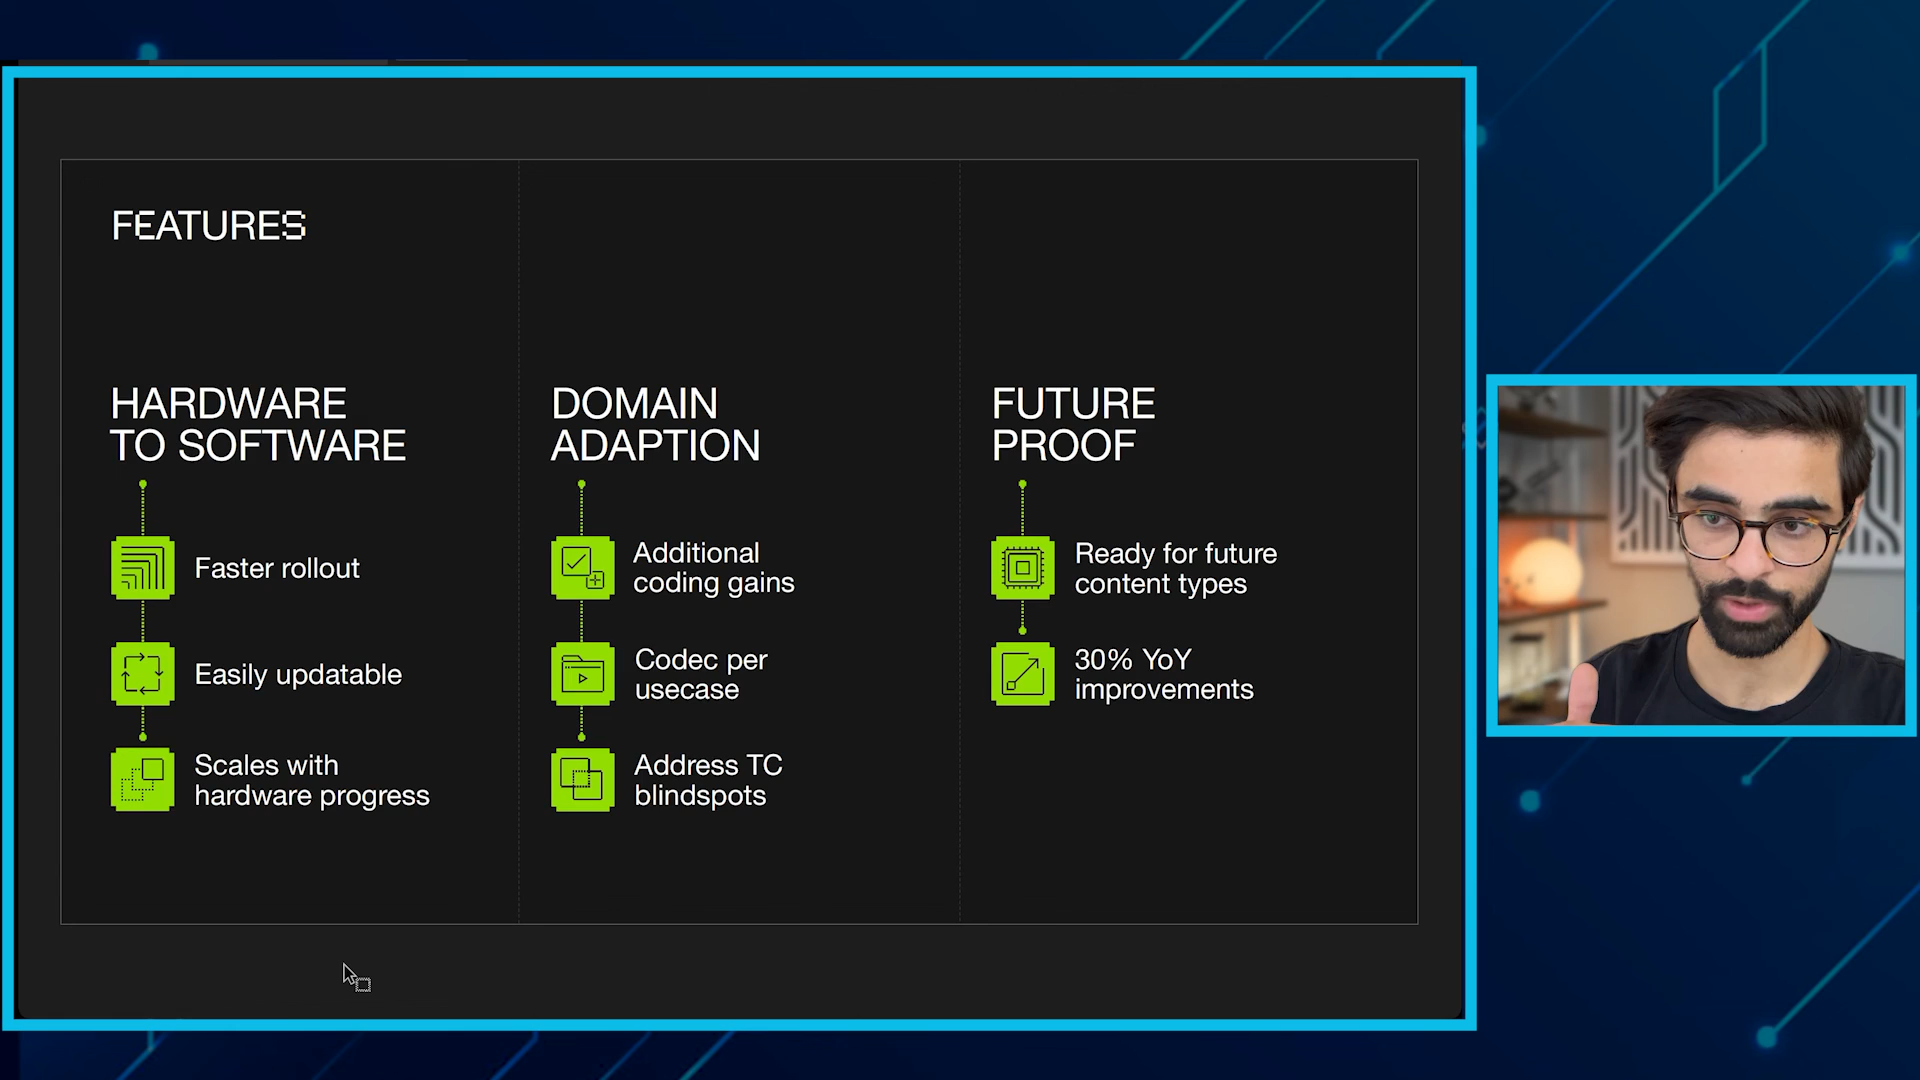 FEATURES
HARDWARE
TO SOFTWARE
Faster rollout
Easily updatable
Scales with
hardware progress
DOMAIN
ADAPTION
Additional
coding gains
Codec per
usecase
Address TC
blindspots
FUTURE
PROOF
Ready for future
content types
30% YoY
improvements